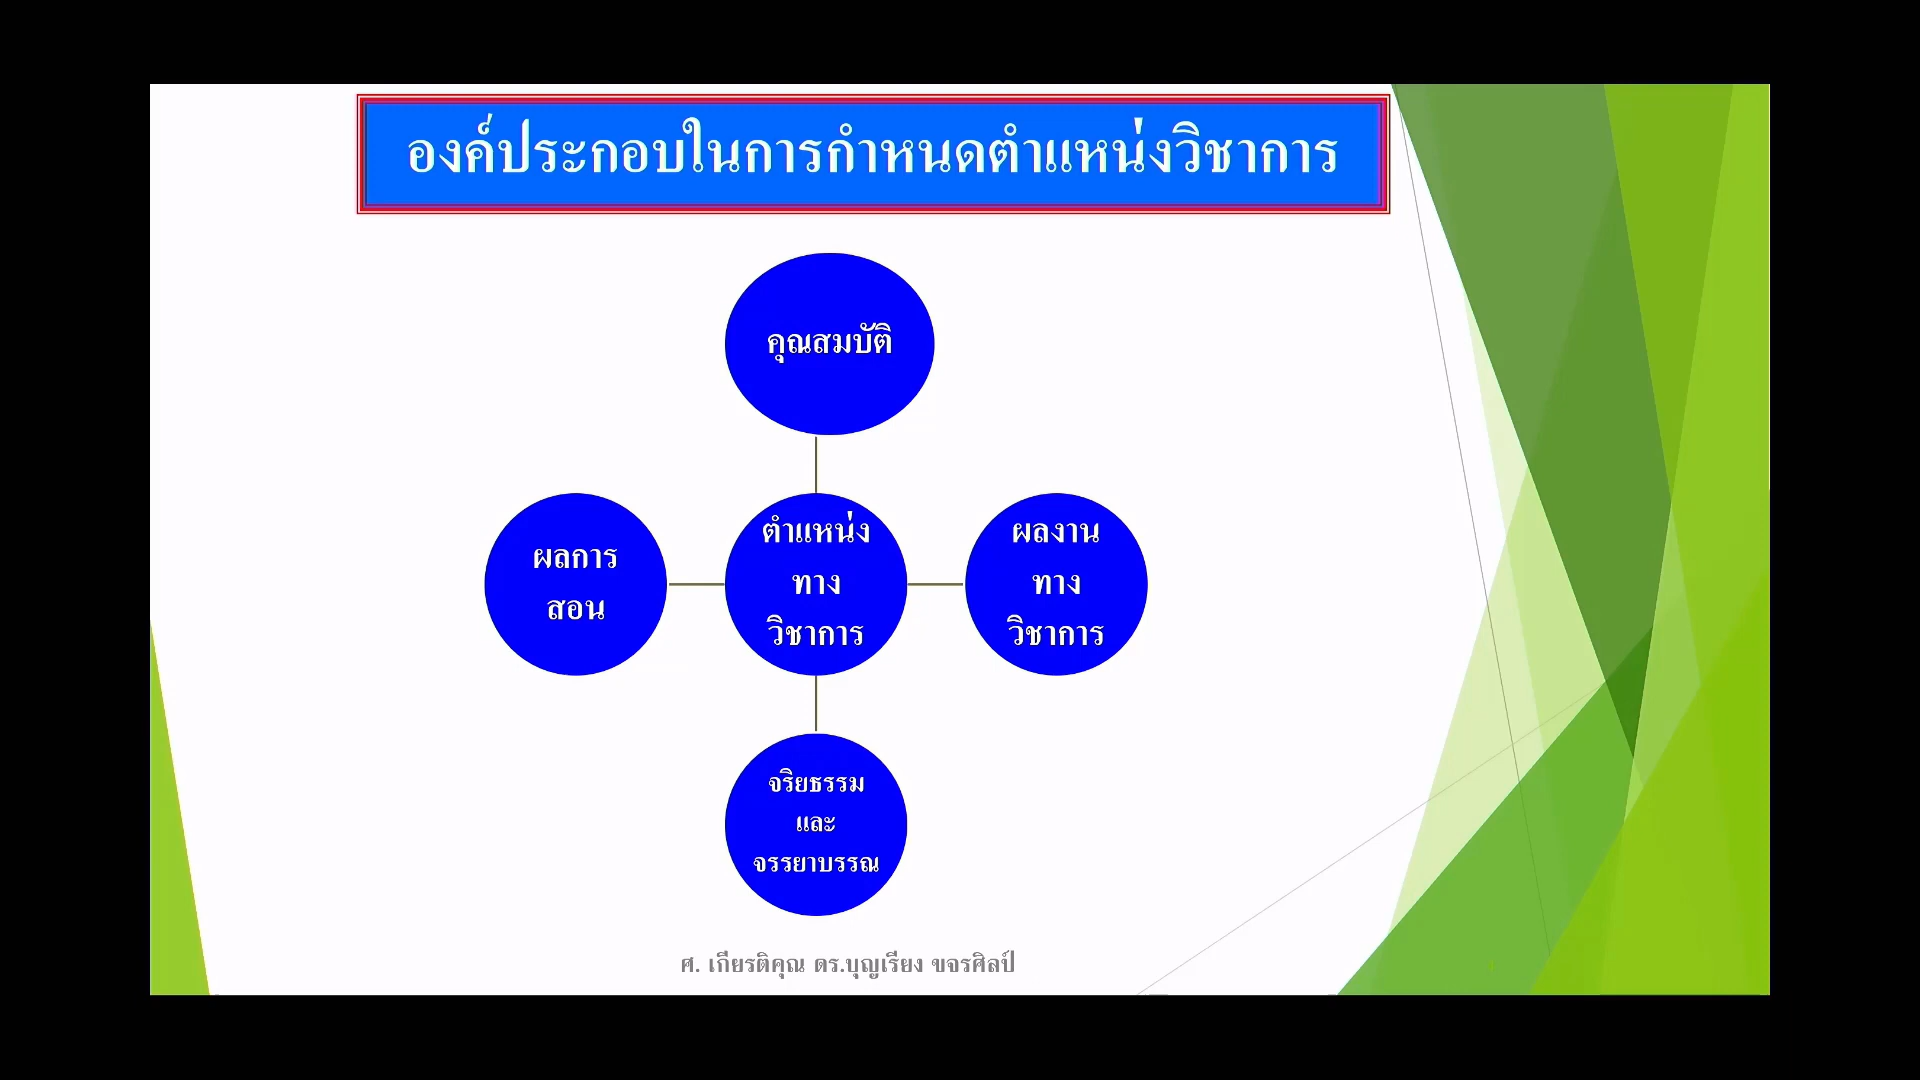 องค์ประกอบในการกำหนดตำแหน่งวิชาการ
คุณสมบัติ
ผลการ
สอน
ตำแหน่ง
ทาง
วิชาการ
ผลงาน
ทาง
วิชาการ
จริยธรรม
และ
จรรยาบรรณ
ศ. เกียรติคุณ ดร.บุญเรียง ขจรศิลป์